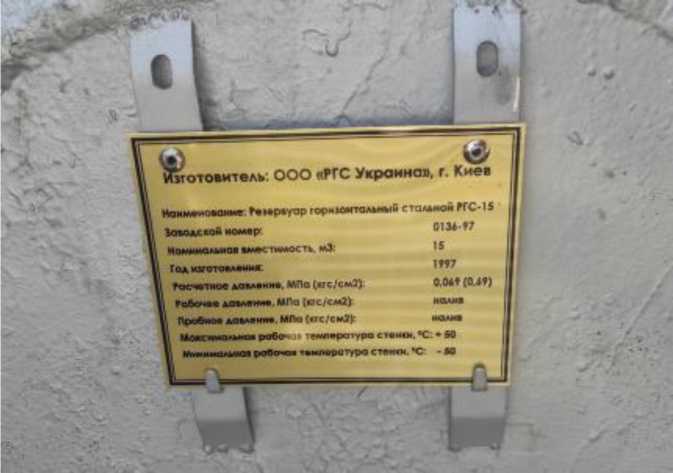 Изготовитель: ООО «РГС Украина», г. Киев
Наименование: Резервуар горизонтальный стальной РГС-15
Заводской номер: 0136-97
Номинальная вместимость, м3: 15
Год изготовления: 1997
Расчетное давление, МПа (кгс/см2): 0,069 (0,69)
Рабочее давление, МПа (кгс/см2): налив
Пробное давление, МПа (кгс/см2): налив
Максимальная рабочая температура стенки, °С: + 50
Минимальная рабочая температура стенки, °С: - 50